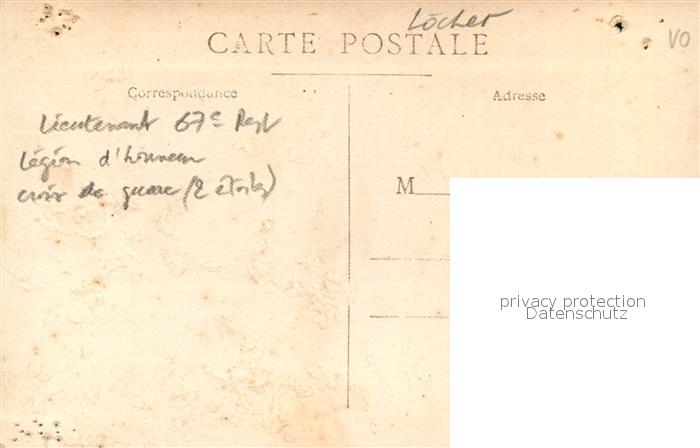 Löcher
CARTE POSTALE
VO
Correspondance
Adresse
Lieutenant 67e Regt
Légion d'honneur
croix de guerre (2 étoiles)
M
privacy protection
Datenschutz